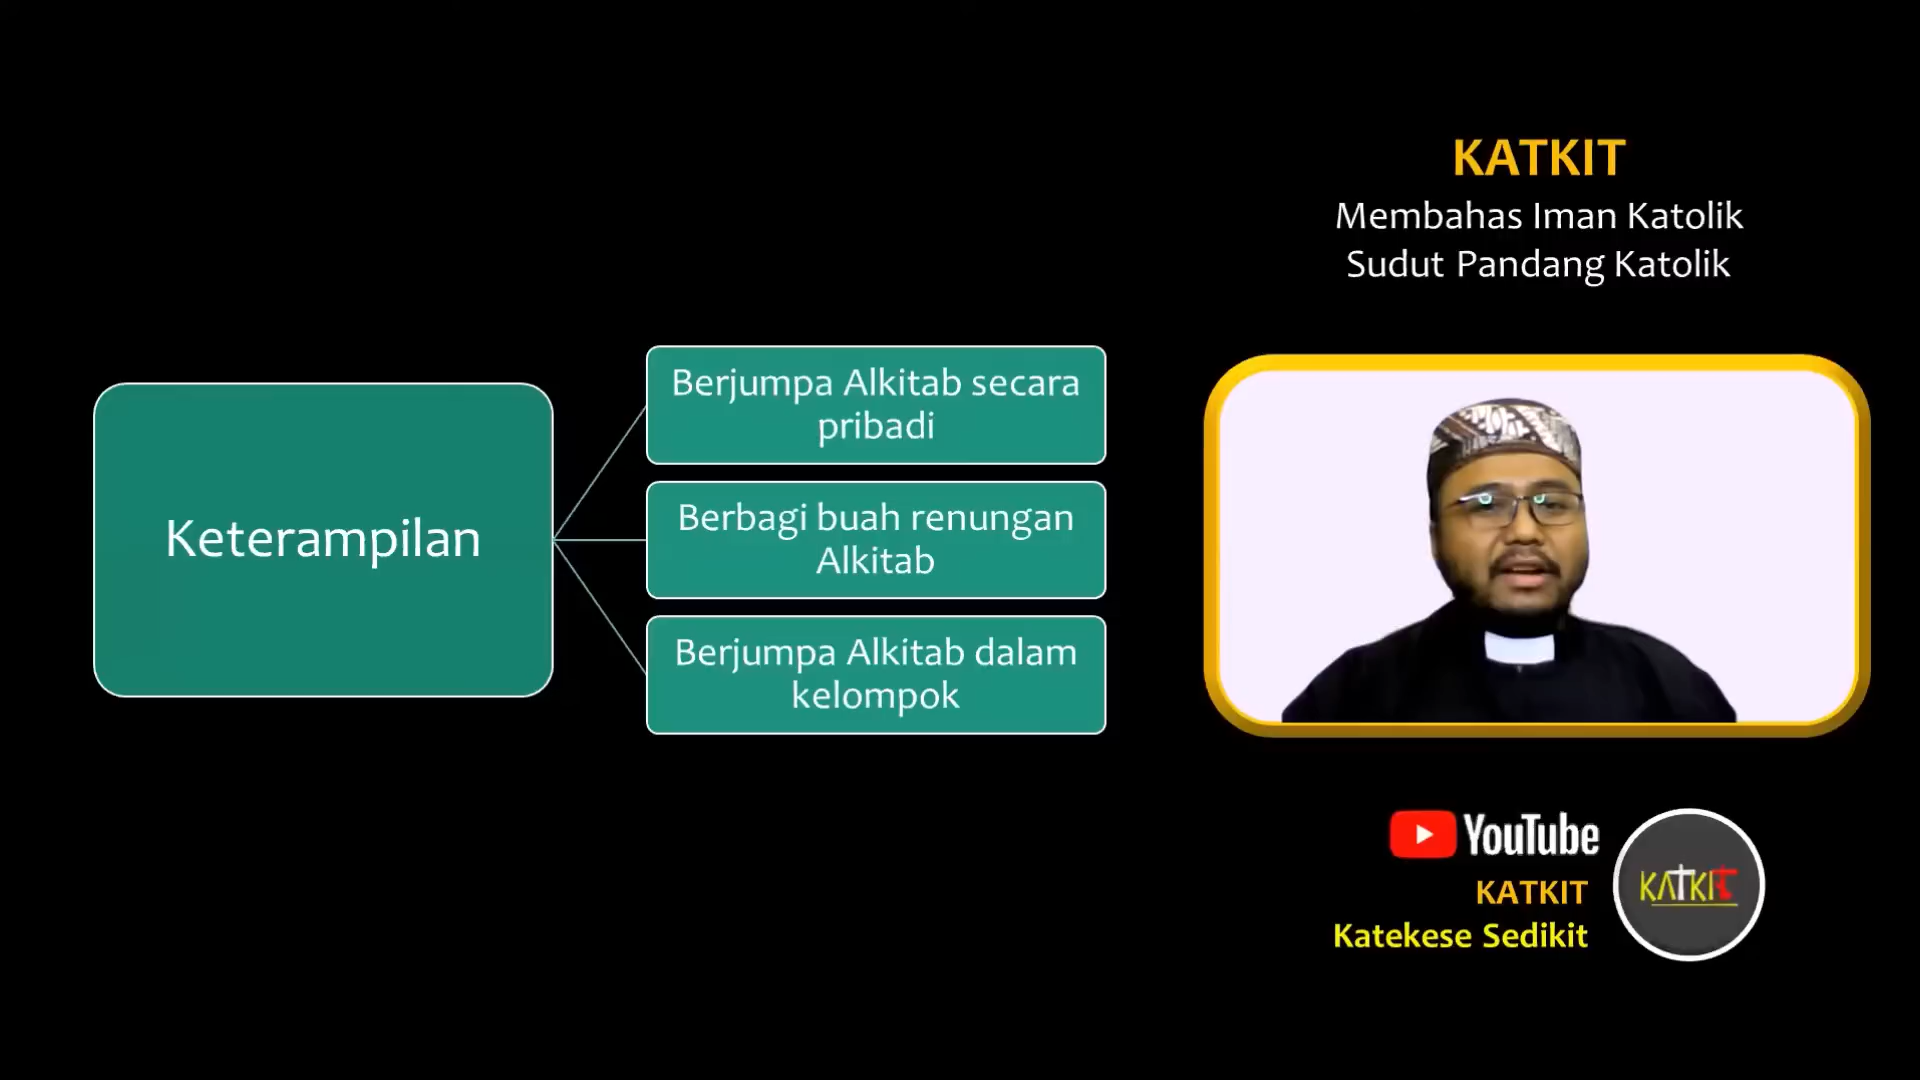 Keterampilan
Berjumpa Alkitab secara
pribadi
Berbagi buah renungan
Alkitab
Berjumpa Alkitab dalam
kelompok
KATKIT
Membahas Iman Katolik
Sudut Pandang Katolik
YouTube
KATKIT
Katekese Sedikit
KATKIT